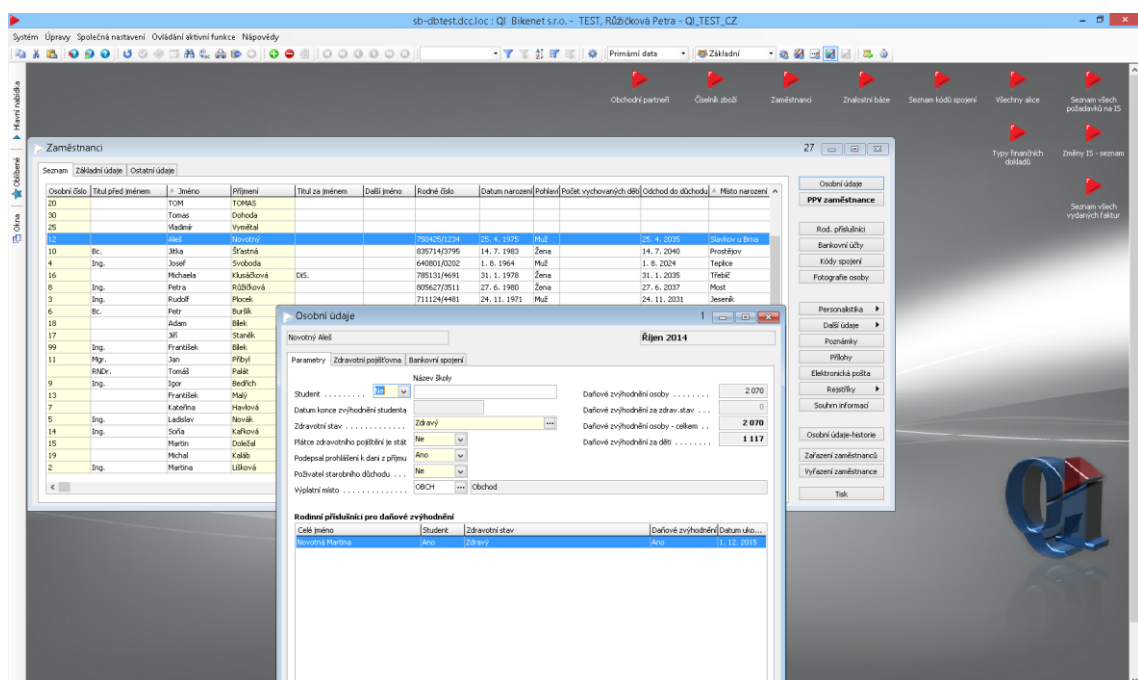 sb-dbtest.dcc.loc : QI Bikenet s.r.o. - TEST, Růžičková Petra - QI_TEST_CZ
Systém Úpravy Společná nastavení Ovládání aktivní funkce Nápovědy
Primární data Základní
Hlavní nabídka
Oblíbené
Okna
Obchodní partneři Číselník zboží Zaměstnanci Znalostní báze Seznam kódů spojení Všechny akce Seznam všech požadavků na IS
Typy finančních dokladů Změny IS - seznam
Seznam všech vydaných faktur
Zaměstnanci 27
Seznam Základní údaje Ostatní údaje
Osobní číslo Titul před jménem Jméno Příjmení Titul za jménem Další jméno Rodné číslo Datum narození Pohlaví Počet vychovaných dětí Odchod do důchodu Místo narození
20 TOM TOMAS
30 Tomas Dohoda
25 Vladimír Vymětal
12 Aleš Novotný 750425/1234 25. 4. 1975 Muž 25. 4. 2035 Slavkov u Brna
10 Bc. Jitka Šťastná 835714/3795 14. 7. 1983 Žena 14. 7. 2040 Prostějov
4 Ing. Josef Svoboda 640801/0202 1. 8. 1964 Muž 1. 8. 2024 Teplice
16 Michaela Klusáčková DiS. 785131/4691 31. 1. 1978 Žena 31. 1. 2035 Třebíč
8 Ing. Petra Růžičková 805627/3511 27. 6. 1980 Žena 27. 6. 2037 Most
3 Ing. Rudolf Plocek 711124/4481 24. 11. 1971 Muž 24. 11. 2031 Jeseník
6 Bc. Petr Buršík
18 Adam Bílek
17 Jiří Staněk
99 Ing. František Bílek
11 Mgr. Jan Přibyl
RNDr. Tomáš Palát
9 Ing. Igor Bedřich
13 František Malý
7 Kateřina Havlová
5 Ing. Ladislav Novák
14 Ing. Soňa Kafková
15 Martin Doležal
19 Michal Kaláb
2 Ing. Martina Lišková
Osobní údaje
PPV zaměstnance
Rod. příslušníci
Bankovní účty
Kódy spojení
Fotografie osoby
Personalistika
Další údaje
Poznámky
Přílohy
Elektronická pošta
Rejstříky
Souhrn informací
Osobní údaje-historie
Zařazení zaměstnanců
Vyřazení zaměstnance
Tisk
Osobní údaje 1
Novotný Aleš Říjen 2014
Parametry Zdravotní pojišťovna Bankovní spojení
Název školy
Student . . . . . . . . . Daňové zvýhodnění osoby . . . . . . . . 2 070
Datum konce zvýhodnění studenta Daňové zvýhodnění za zdrav.stav . . . 0
Zdravotní stav . . . . . . . . . . . . . Zdravý Daňové zvýhodnění osoby - celkem . . 2 070
Plátce zdravotního pojištění je stát Ne Daňové zvýhodnění za děti . . . . . . . . 1 117
Podepsal prohlášení k dani z příjmu Ano
Poživatel starobního důchodu . . . Ne
Výplatní místo . . . . . . . . . . . . . . OBCH Obchod
Rodinní příslušníci pro daňové zvýhodnění
Celé jméno Student Zdravotní stav Daňové zvýhodnění Datum uko...
Novotná Martina Ano Zdravý Ano 1. 12. 2015